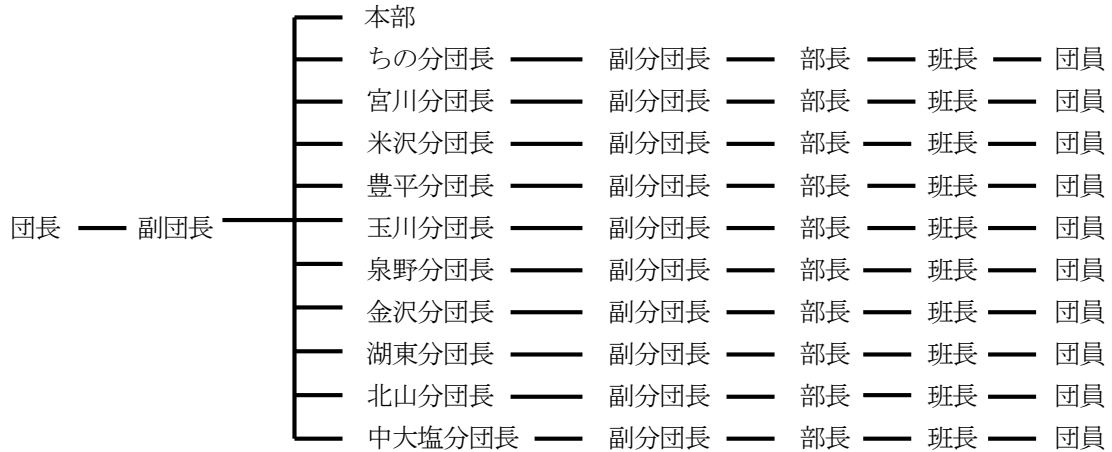 本部
ちの分団長 副分団長 部長 班長 団員
宮川分団長 副分団長 部長 班長 団員
米沢分団長 副分団長 部長 班長 団員
豊平分団長 副分団長 部長 班長 団員
団長 副団長 玉川分団長 副分団長 部長 班長 団員
泉野分団長 副分団長 部長 班長 団員
金沢分団長 副分団長 部長 班長 団員
湖東分団長 副分団長 部長 班長 団員
北山分団長 副分団長 部長 班長 団員
中大塩分団長 副分団長 部長 班長 団員